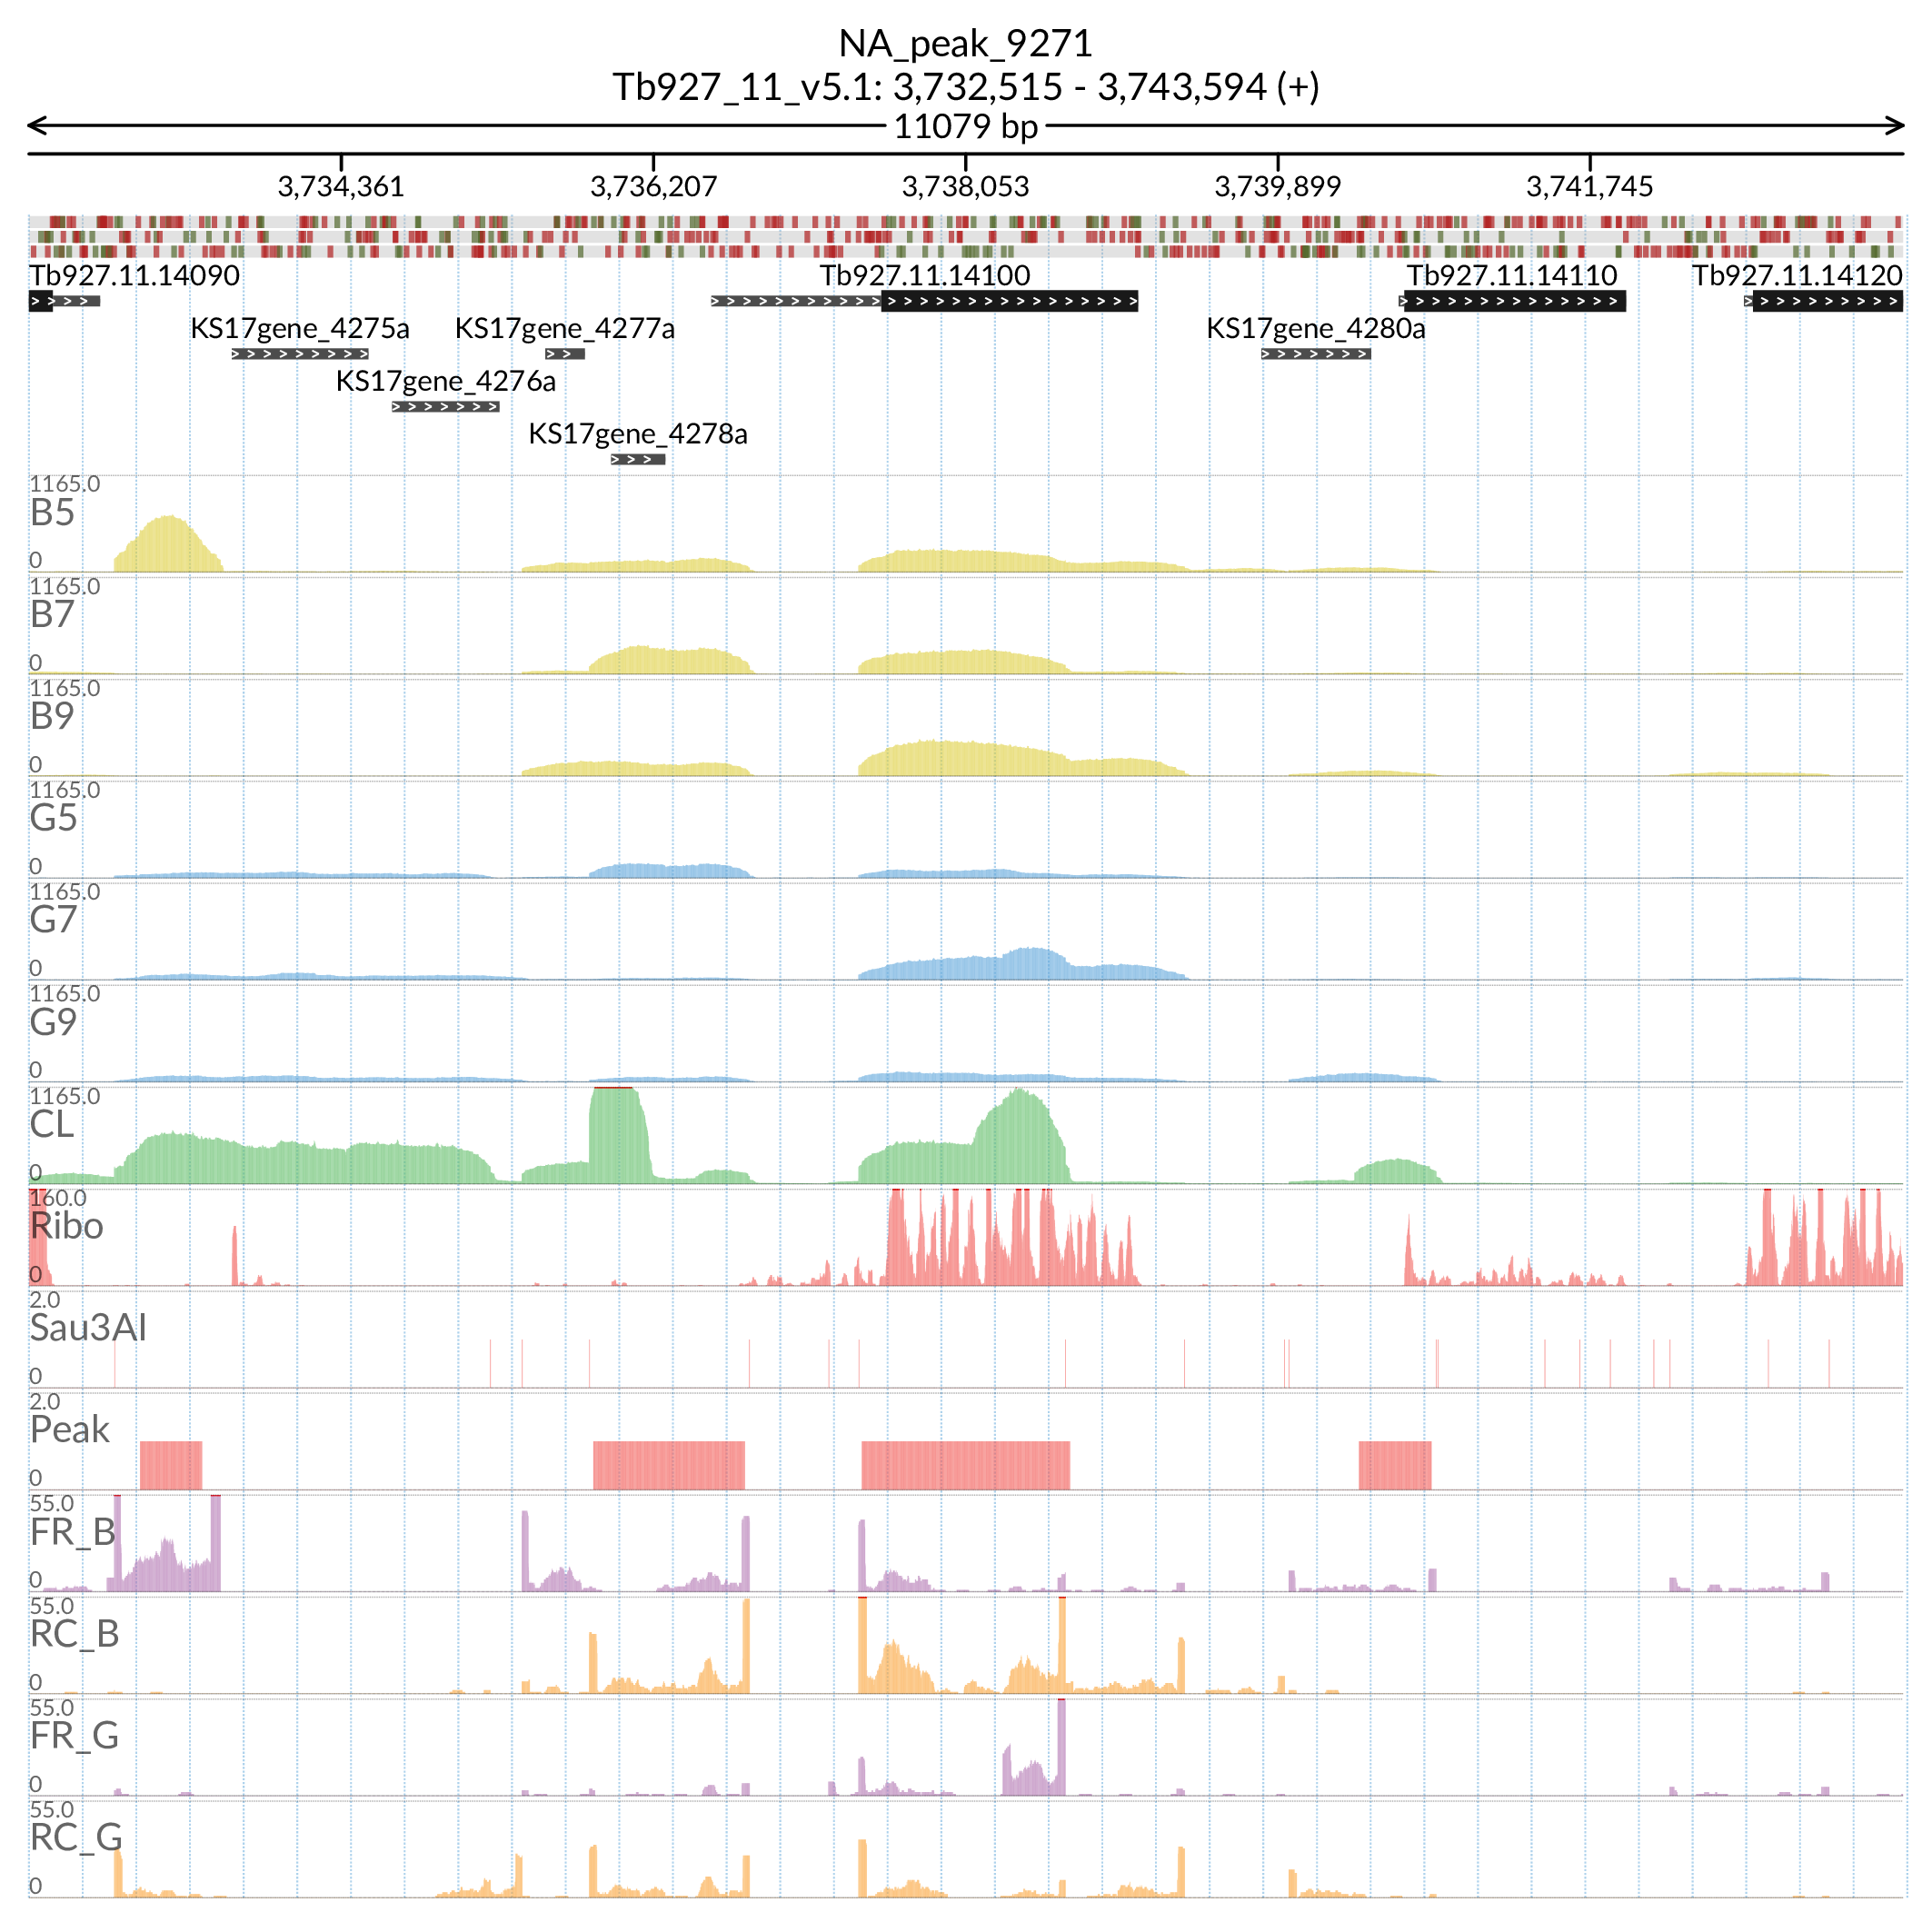 NA_peak_9271
Tb927_11_v5.1: 3,732,515 - 3,743,594 (+)
11079 bp
3,734,361 3,736,207 3,738,053 3,739,899 3,741,745
Tb927.11.14090 Tb927.11.14100 Tb927.11.14110 Tb927.11.14120
KS17gene_4275a KS17gene_4277a KS17gene_4280a
KS17gene_4276a
KS17gene_4278a
1165.0
B5
0
1165.0
B7
0
1165.0
B9
0
1165.0
G5
0
1165.0
G7
0
1165.0
G9
0
1165.0
CL
0
160.0
Ribo
0
2.0
Sau3AI
0
2.0
Peak
0
55.0
FR_B
0
55.0
RC_B
0
55.0
FR_G
0
55.0
RC_G
0